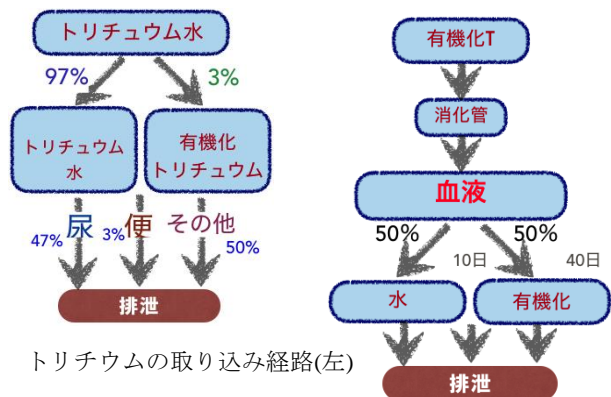 トリチュウム水
97%
3%
トリチュウム
水
有機化
トリチュウム
尿
便
その他
47%
3%
50%
排泄
トリチウムの取り込み経路(左)
有機化T
消化管
血液
50%
50%
10日
40日
水
有機化
排泄